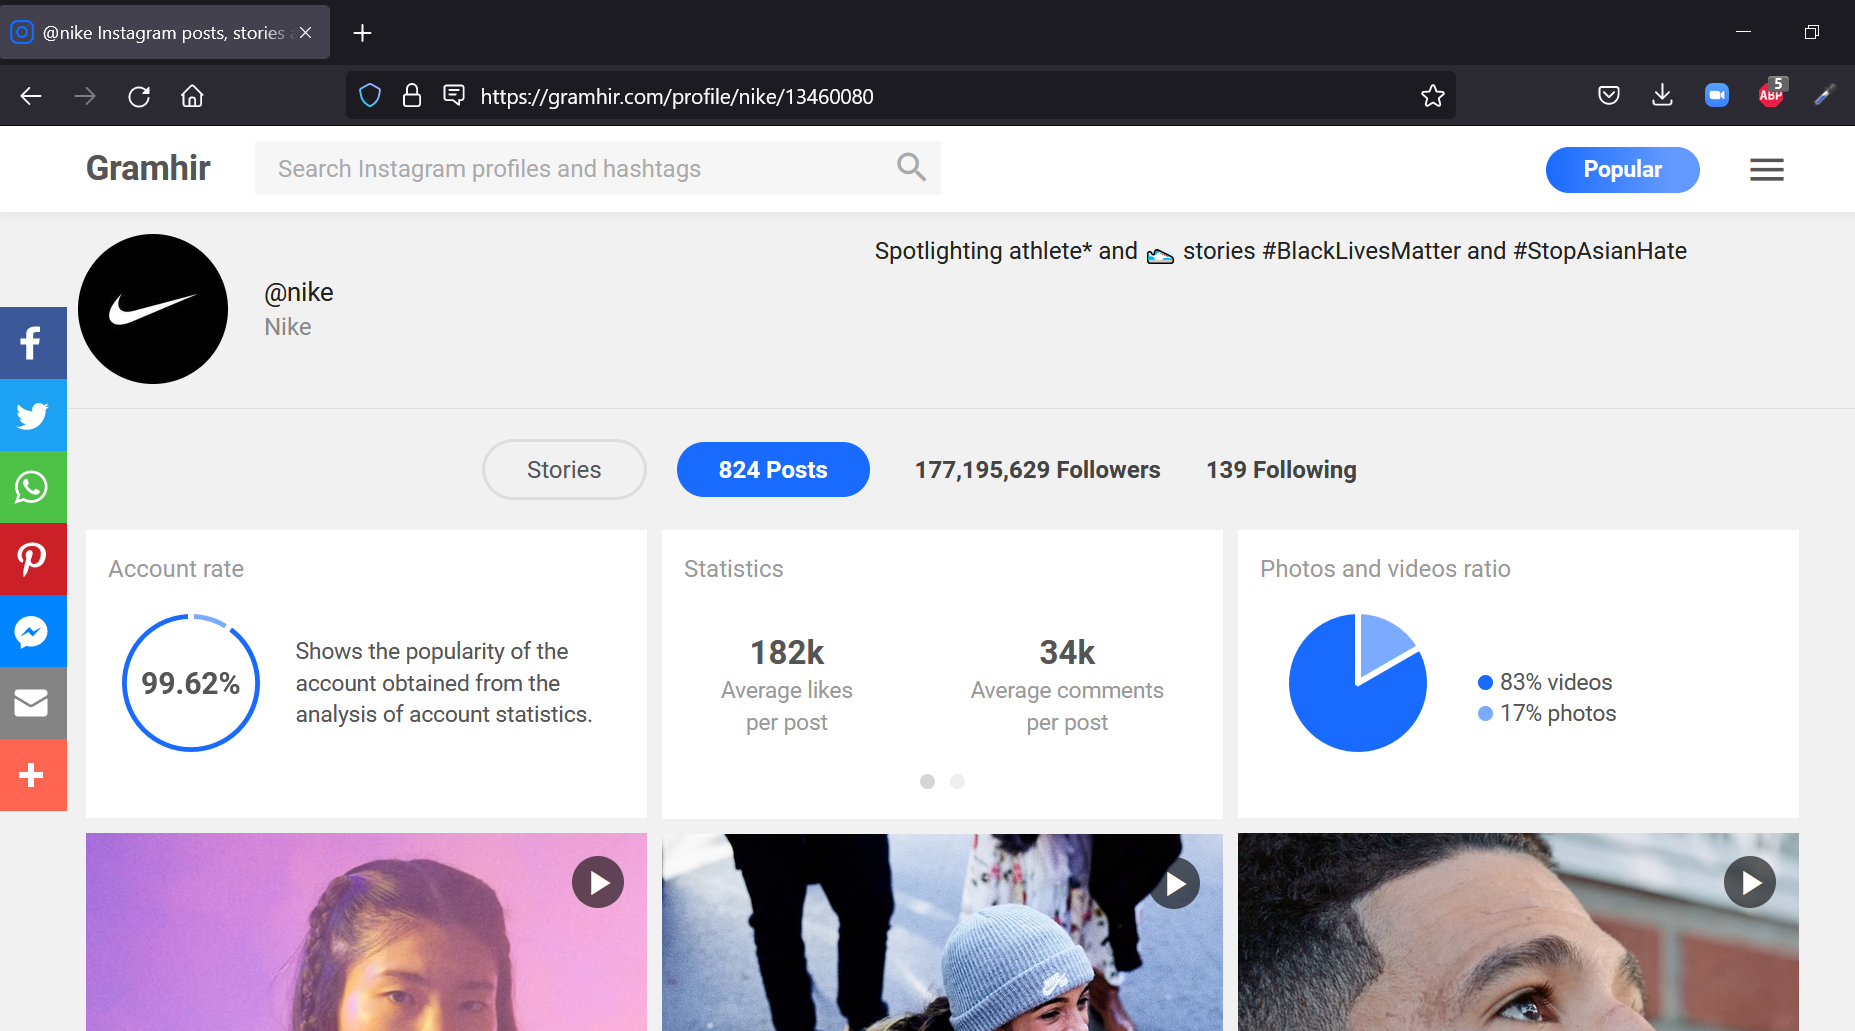 @nike Instagram posts, stories a
https://gramhir.com/profile/nike/13460080
5
ABP
Gramhir
Search Instagram profiles and hashtags
Popular
Spotlighting athlete* and 👟 stories #BlackLivesMatter and #StopAsianHate
@nike
Nike
Stories
824 Posts
177,195,629 Followers
139 Following
Account rate
99.62%
Shows the popularity of the
account obtained from the
analysis of account statistics.
Statistics
182k
Average likes
per post
34k
Average comments
per post
Photos and videos ratio
83% videos
17% photos